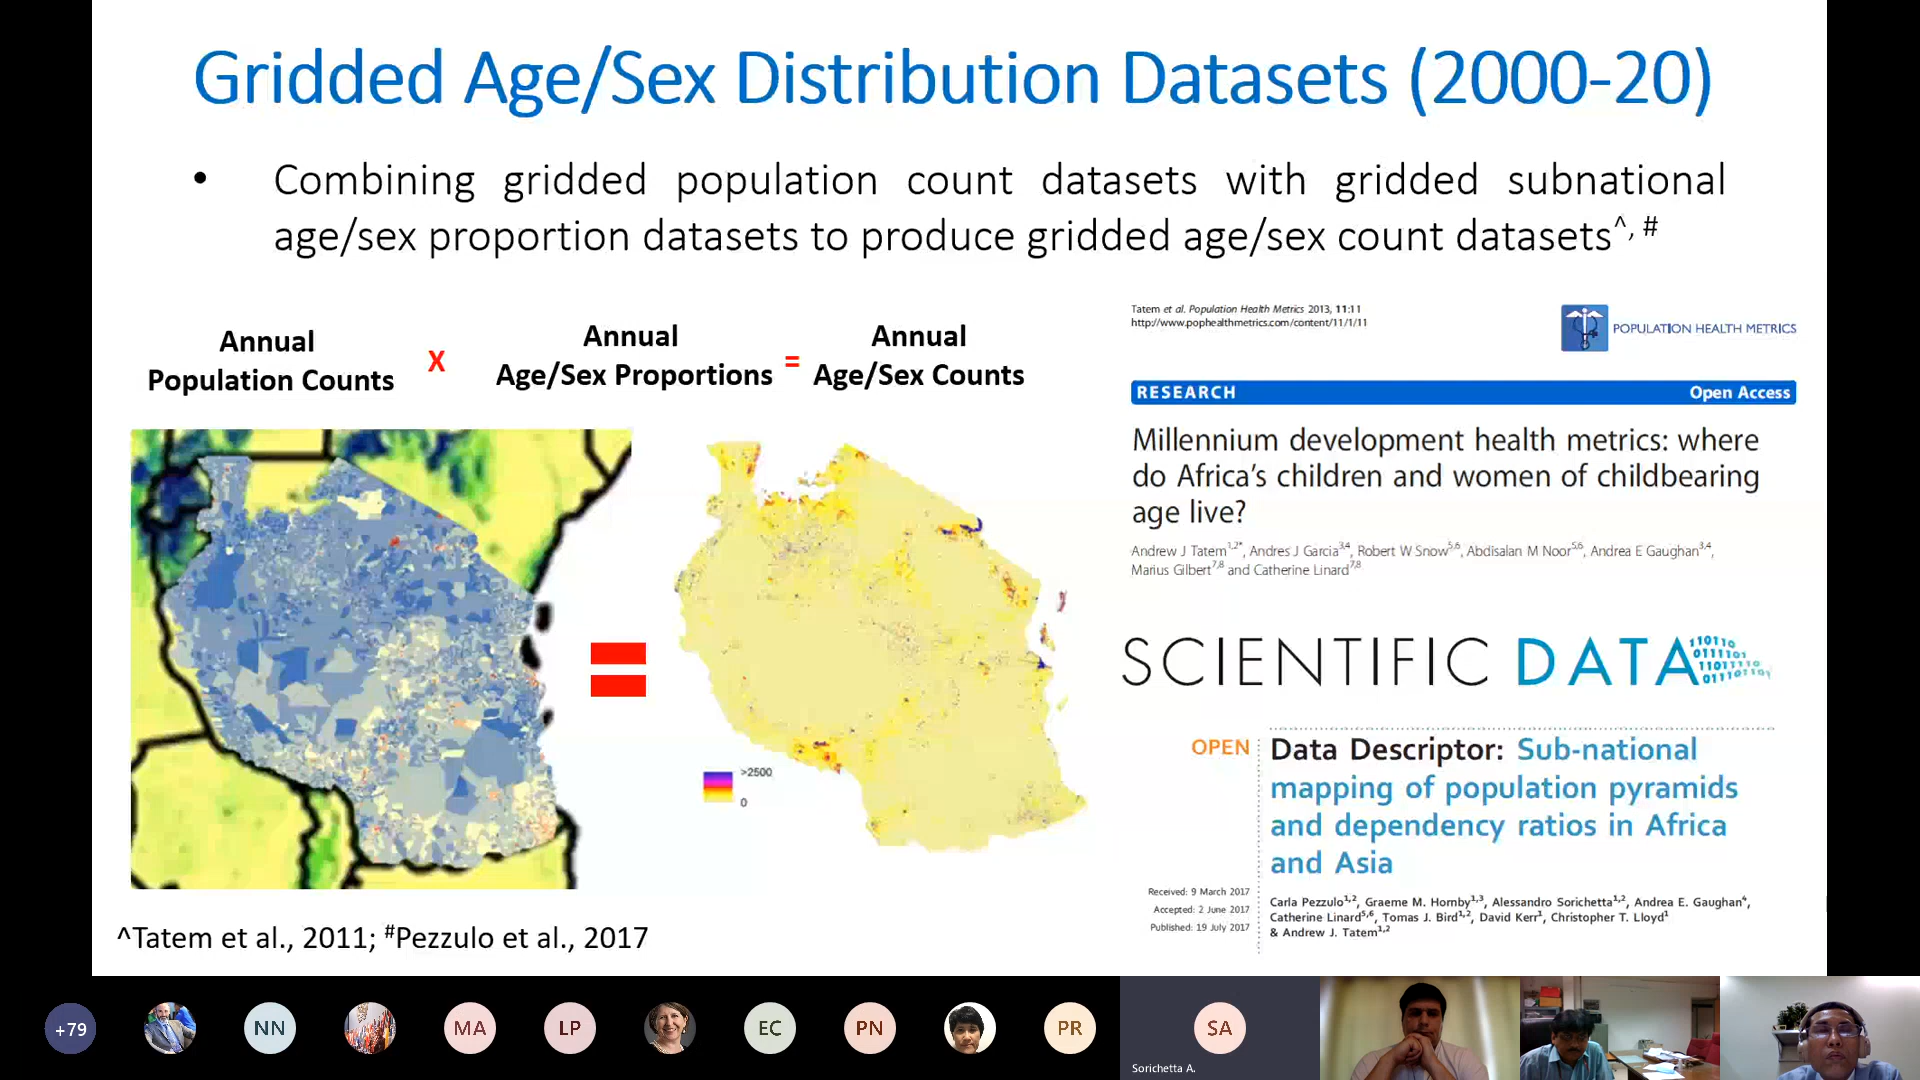 Gridded Age/Sex Distribution Datasets (2000-20)
• Combining gridded population count datasets with gridded subnational
age/sex proportion datasets to produce gridded age/sex count datasets^, #
Annual
Population Counts
X
Annual
Age/Sex Proportions
=
Annual
Age/Sex Counts
>2500
0
^Tatem et al., 2011; #Pezzulo et al., 2017
Tatem et al. Population Health Metrics 2013, 11:11
http://www.pophealthmetrics.com/content/11/1/11
POPULATION HEALTH METRICS
RESEARCH Open Access
Millennium development health metrics: where
do Africa's children and women of childbearing
age live?
Andrew J Tatem1,2*, Andres J Garcia3,4, Robert W Snow5,6, Abdisalan M Noor5,6, Andrea E Gaughan3,4,
Marius Gilbert7,8 and Catherine Linard7,8
SCIENTIFIC DATA
110110
0111101
11011110
011101101
OPEN
Data Descriptor: Sub-national
mapping of population pyramids
and dependency ratios in Africa
and Asia
Received: 9 March 2017
Accepted: 2 June 2017
Published: 19 July 2017
Carla Pezzulo1,2, Graeme M. Hornby1,3, Alessandro Sorichetta1,2, Andrea E. Gaughan4,
Catherine Linard5,6, Tomas J. Bird1,2, David Kerr1, Christopher T. Lloyd1
& Andrew J. Tatem1,2
+79
NN
MA
LP
EC
PN
PR
SA
Sorichetta A.